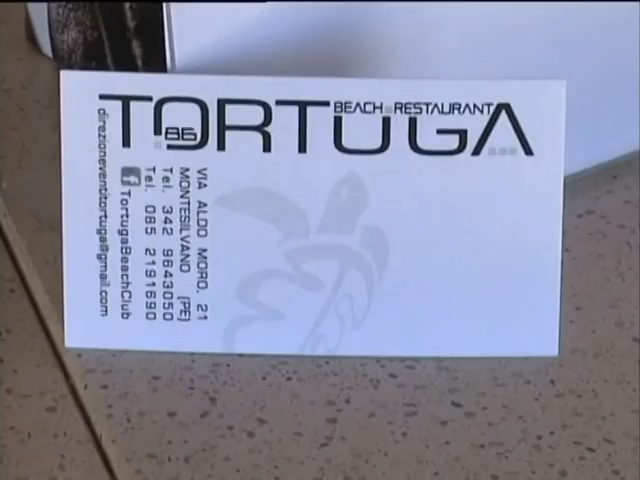 TORTUGA
86
BEACH RESTAURANT
VIA ALDO MORO, 21
MONTESILVANO (PE)
Tel. 342 9643050
Tel. 085 2191690
f TortugaBeachClub
direzioneeventitortuga@gmail.com